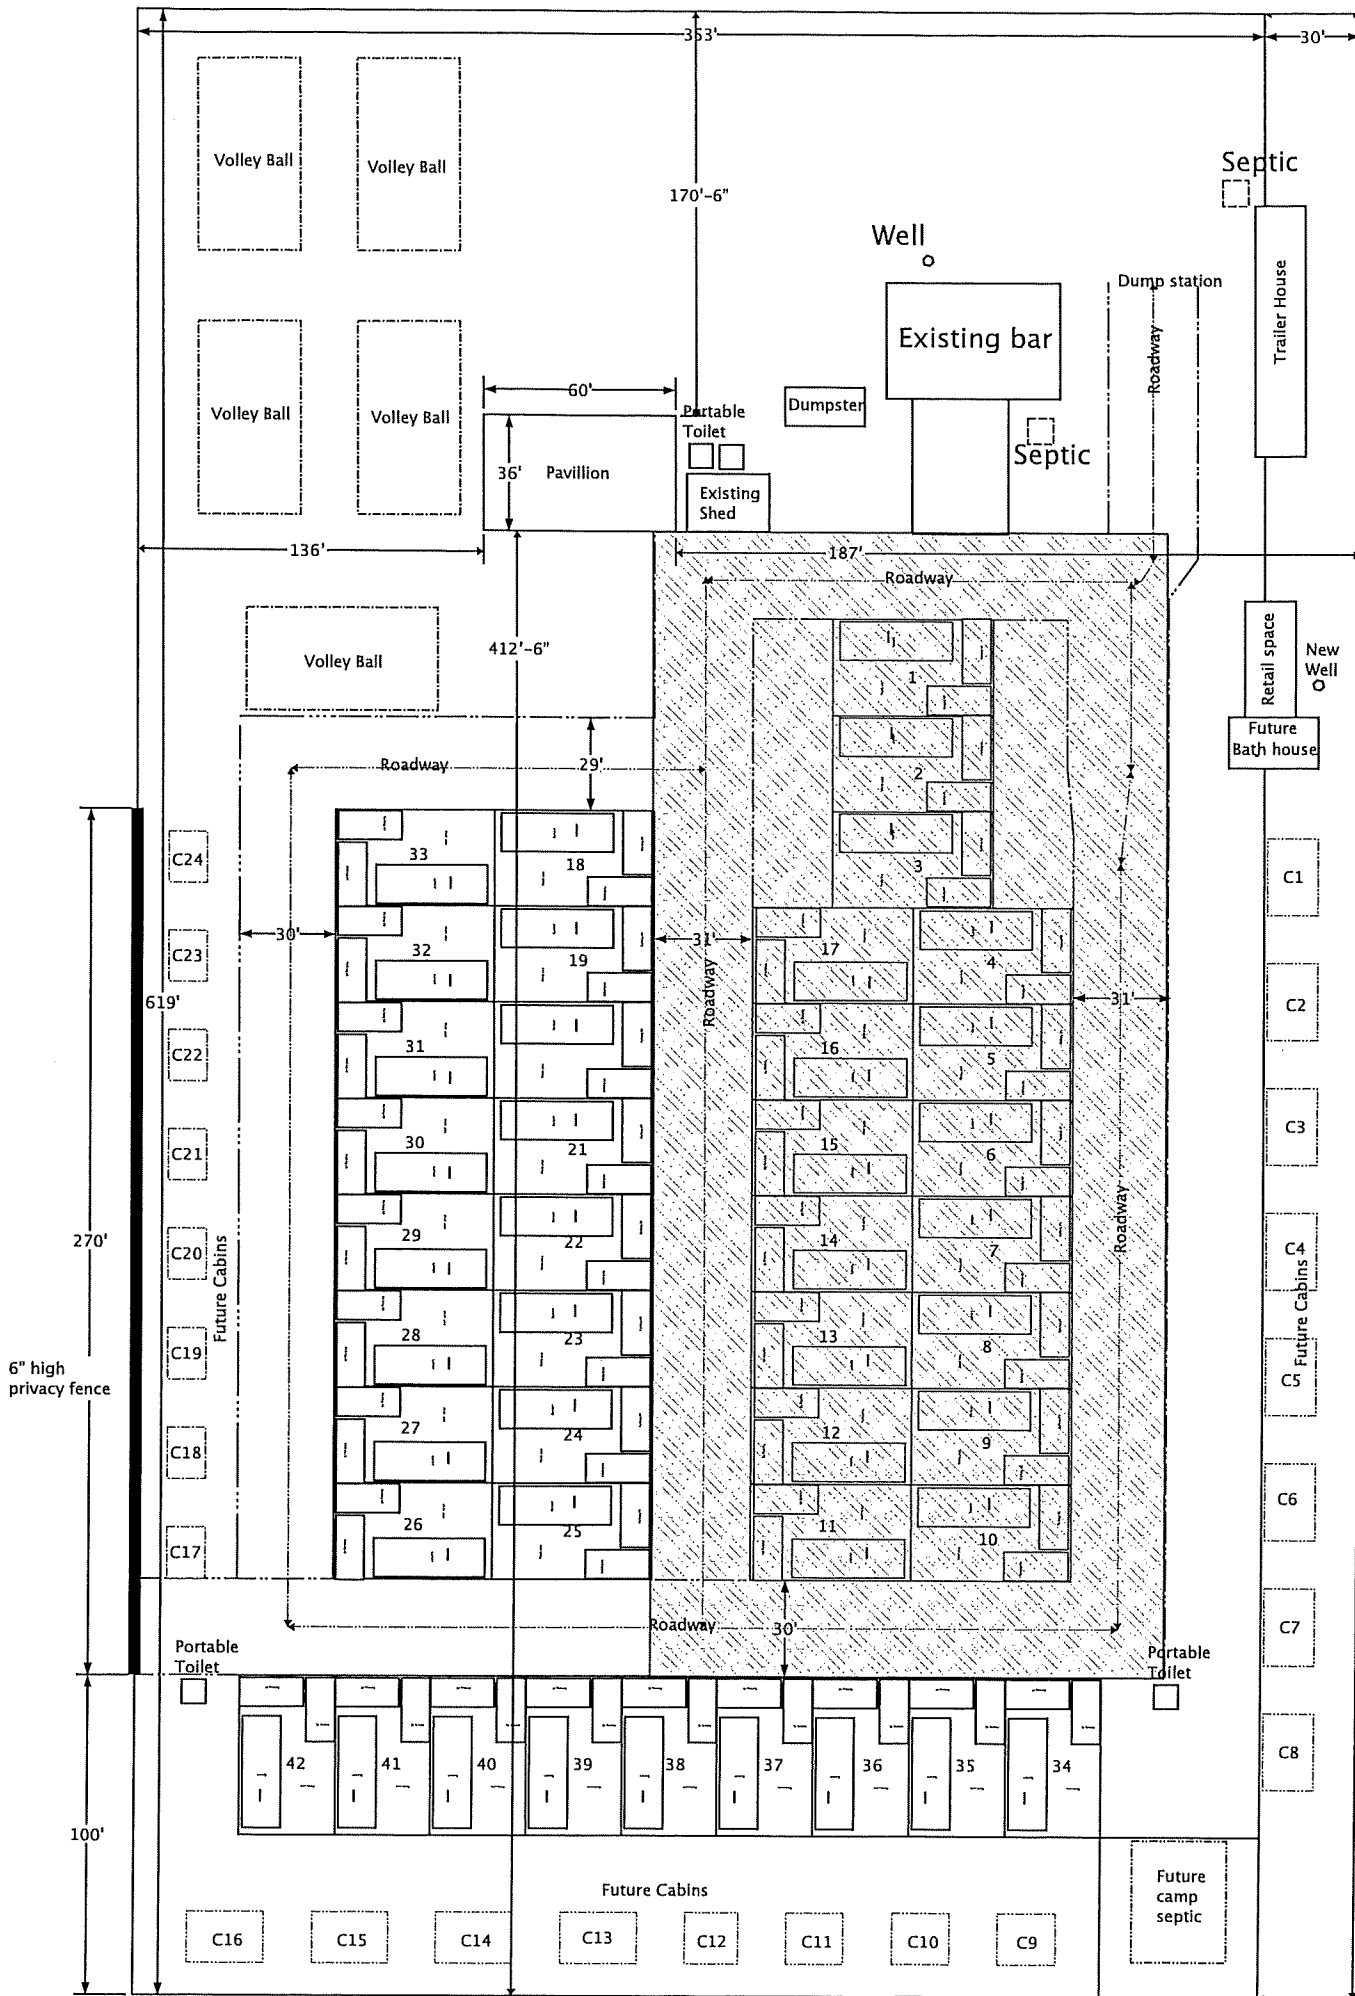 353'
30'
Volley Ball
Volley Ball
Septic
170'-6"
Well
Dump station
Trailer House
Existing bar
Roadway
Volley Ball
Volley Ball
60'
Portable
Toilet
Dumpster
Septic
36'
Pavillion
Existing
Shed
136'
187'
Roadway
412'-6"
Volley Ball
Retail space
New
Well
Future
Bath house
1
2
3
Roadway
29'
C24
33
18
C1
30'
31'
C23
32
19
17
4
619'
Roadway
31'
C2
C22
31
16
5
C21
30
21
15
6
C3
270'
C20
29
22
14
7
Roadway
C4
Future Cabins
Future Cabins
C19
28
23
13
8
C5
6" high
privacy fence
C18
27
24
12
9
C6
C17
26
25
11
10
Roadway
30'
C7
Portable
Toilet
Portable
Toilet
42
41
40
39
38
37
36
35
34
C8
100'
Future Cabins
Future
camp
septic
C16
C15
C14
C13
C12
C11
C10
C9